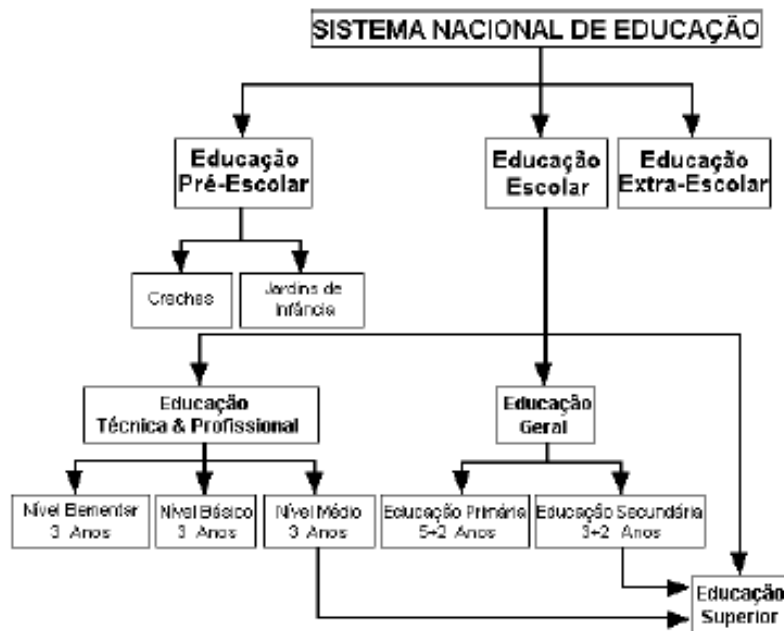 SISTEMA NACIONAL DE EDUCAÇÃO
Educação
Pré-Escolar
Educação
Escolar
Educação
Extra-Escolar
Creches
Jardins de
Infância
Educação
Técnica & Profissional
Educação
Geral
Nível Elementar
3 Anos
Nível Básico
3 Anos
Nível Médio
3 Anos
Educação Primária
5+2 Anos
Educação Secundária
3+2 Anos
Educação
Superior